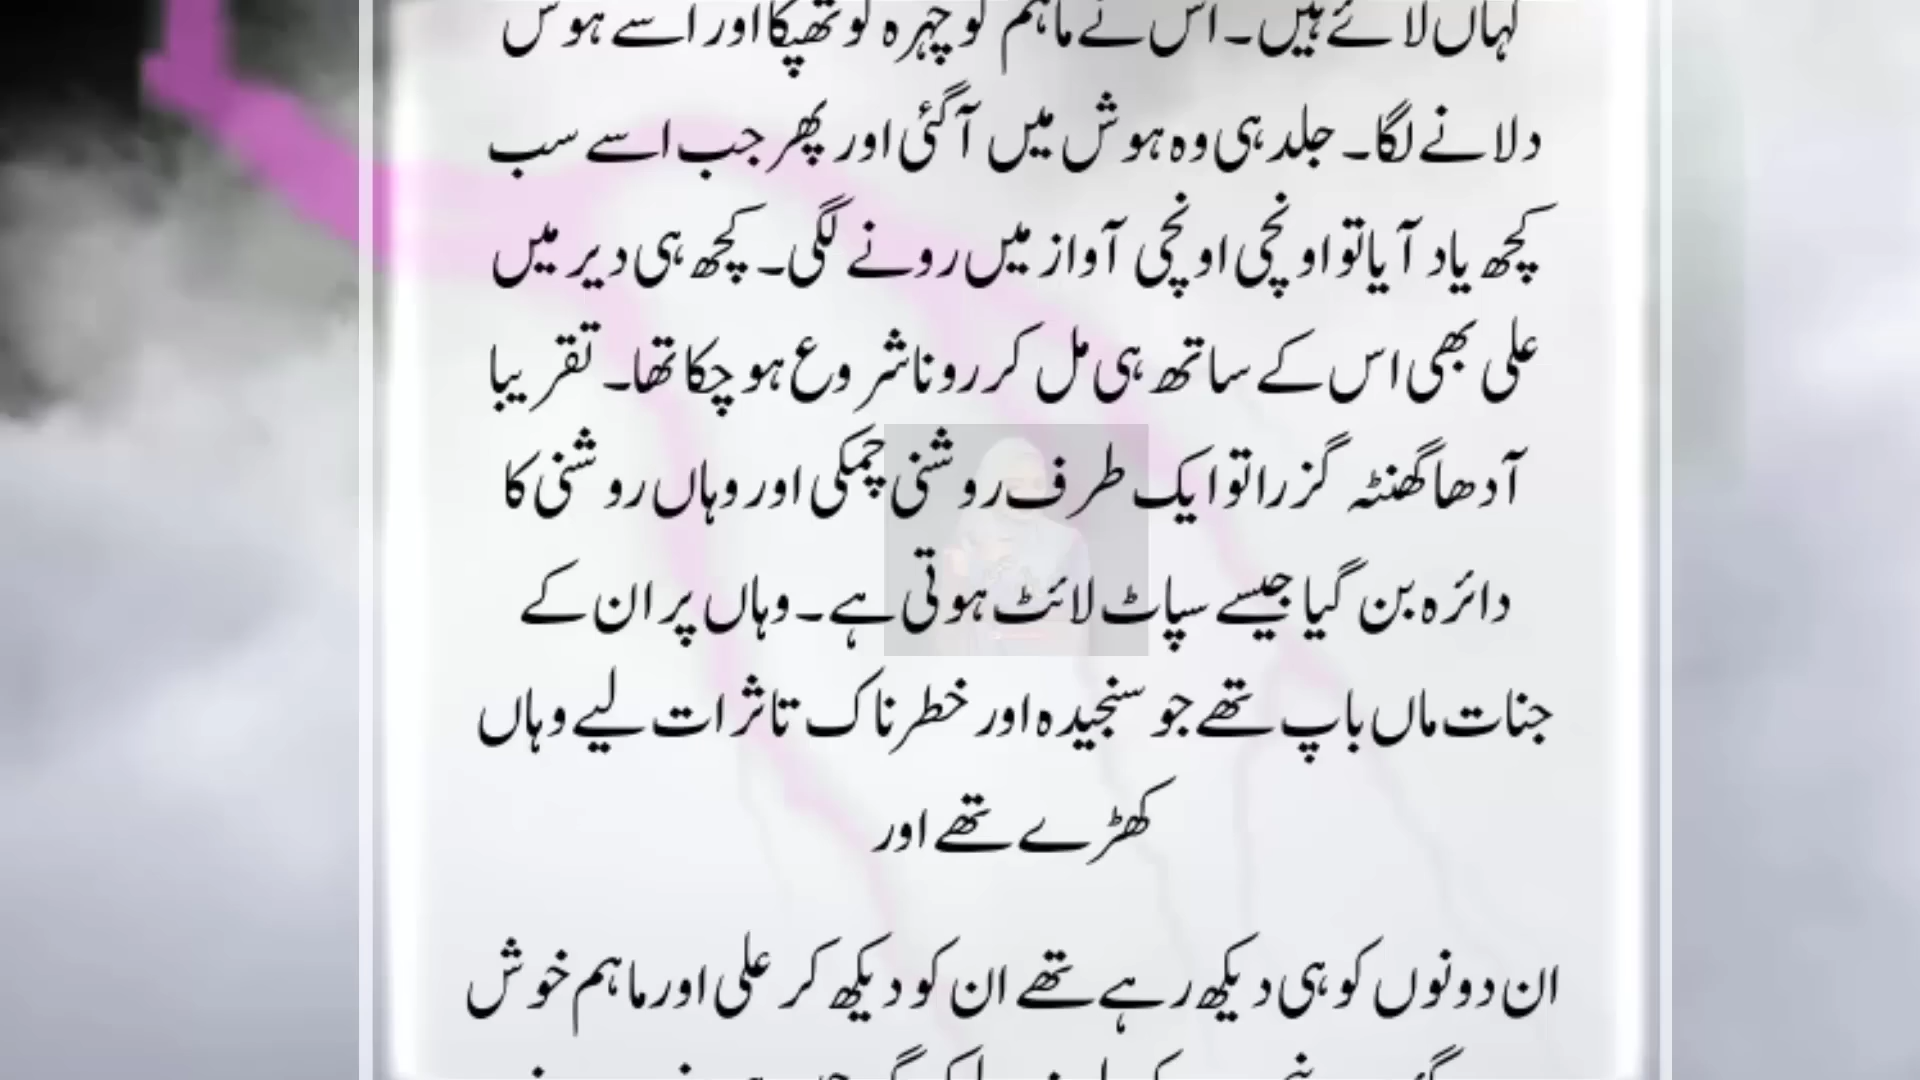 کہاں لائے ہیں۔ اس نے ماہم کو چہرہ کو تھپکا اور اسے ہوش
دلانے لگا۔ جلد ہی وہ ہوش میں آ گئی اور پھر جب اسے سب
کچھ یاد آیا تو اونچی اونچی آواز میں رونے لگی۔ کچھ ہی دیر میں
علی بھی اس کے ساتھ ہی مل کر رونا شروع ہو چکا تھا۔ تقریبا
آدھا گھنٹہ گزرا تو ایک طرف روشنی چمکی اور وہاں روشنی کا
دائرہ بن گیا جیسے سپاٹ لائٹ ہوتی ہے۔ وہاں پر ان کے
جنات ماں باپ تھے جو سنجیدہ اور خطرناک تاثرات لیے وہاں
کھڑے تھے اور
ان دونوں کو ہی دیکھ رہے تھے ان کو دیکھ کر علی اور ماہم خوش